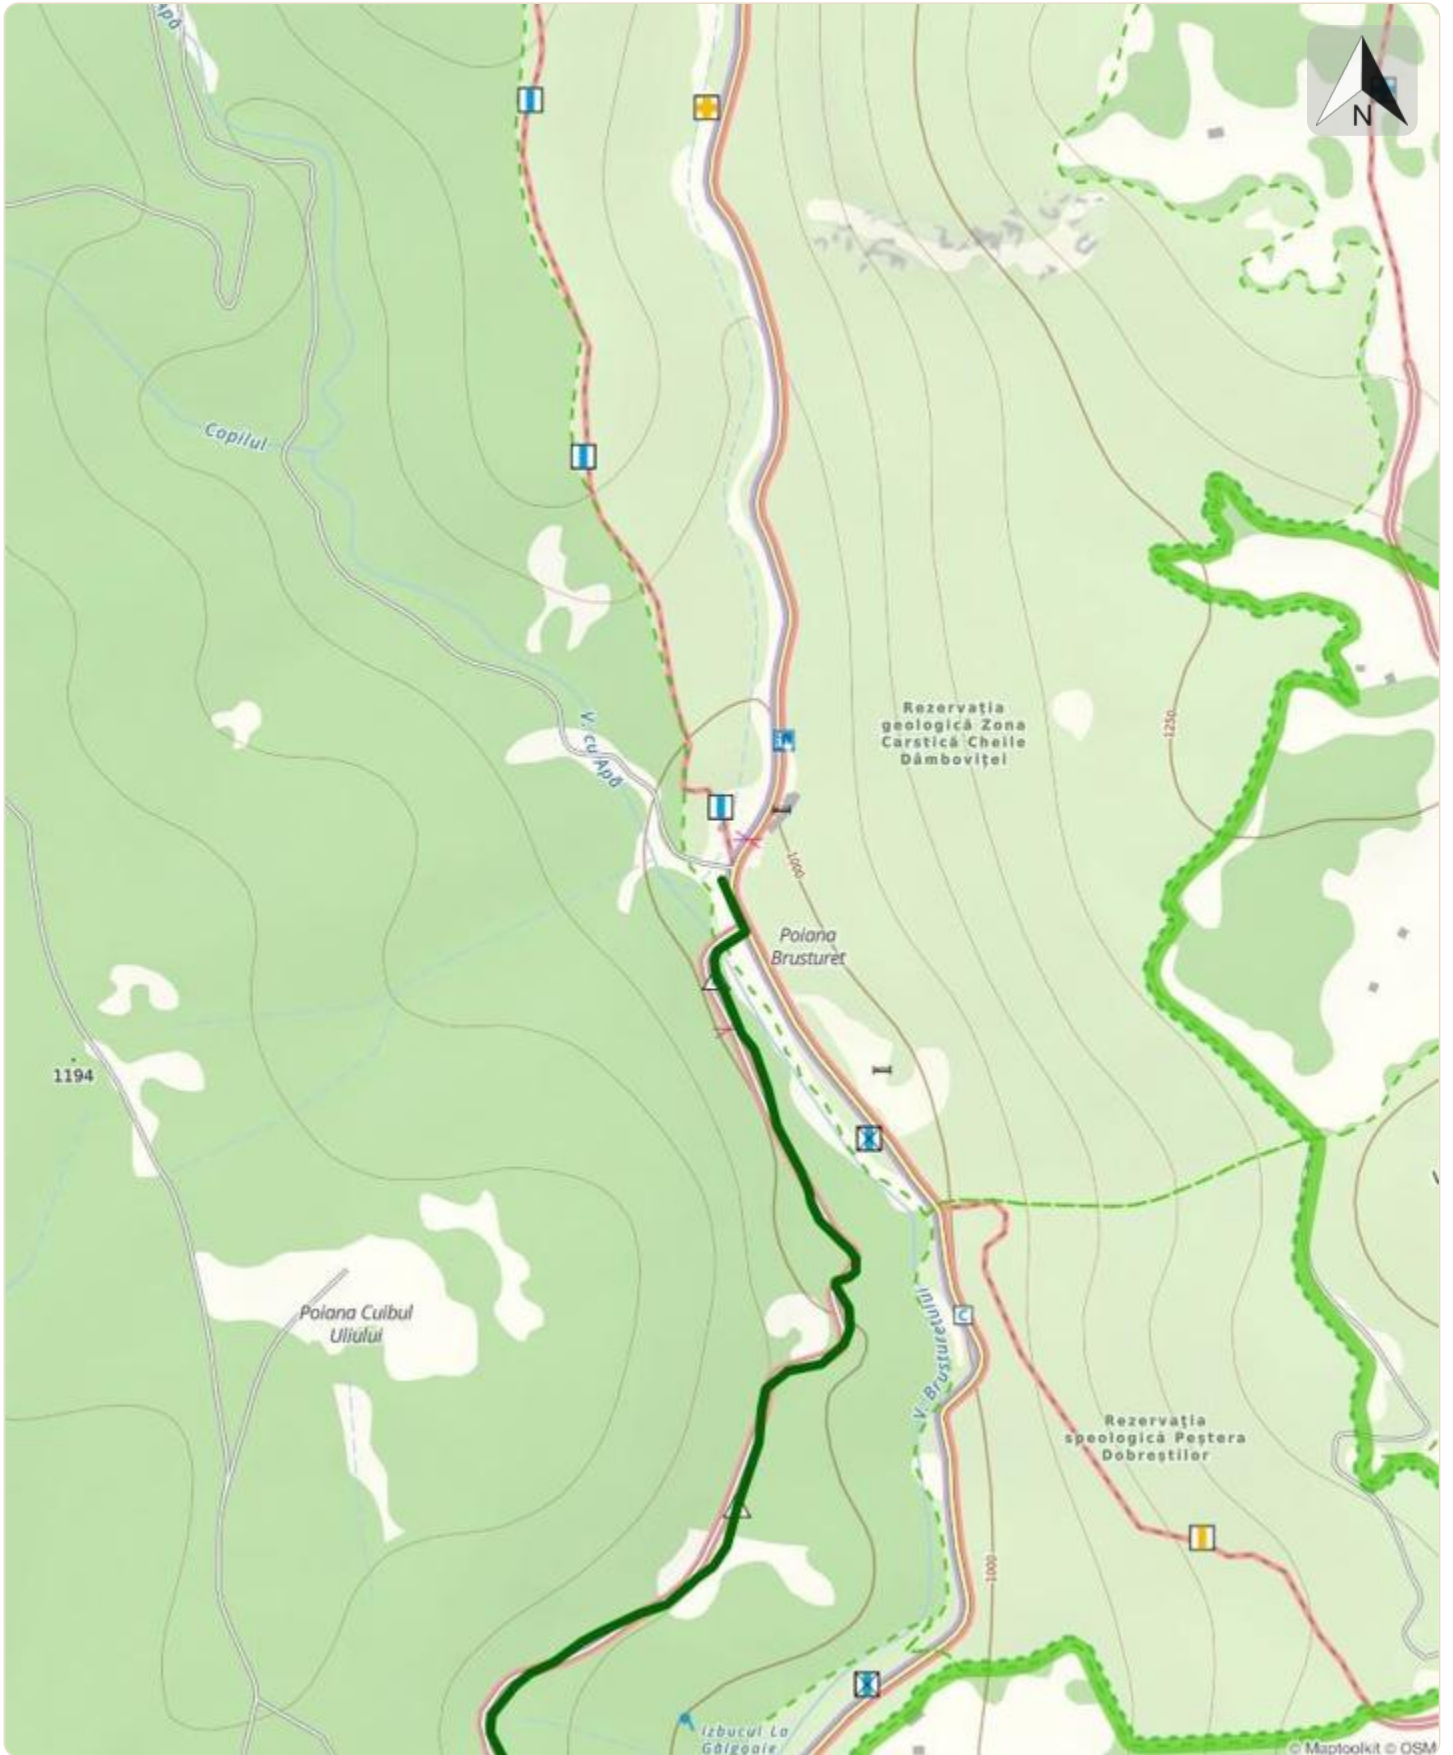 Apă
N
Copilul
V. cu Apă
Rezervația
geologică Zona
Carstică Cheile
Dâmboviței
1250
1000
Poiana
Brusturet
1194
Poiana Cuibul
Uliului
V. Brusturetului
C
Rezervația
speologică Peștera
Dobreștilor
1000
Izbucul La
Gâlgoaie
© Maptoolkit © OSM